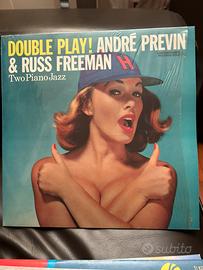 DOUBLE PLAY! ANDRÉ PREVIN
& RUSS FREEMAN
H
Two Piano Jazz
subito